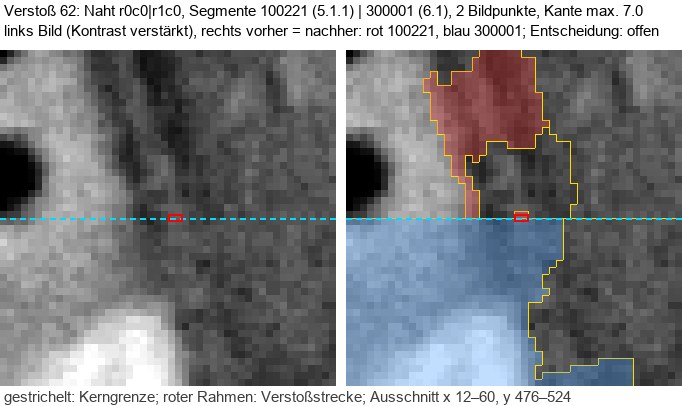 Verstoß 62: Naht r0c0|r1c0, Segmente 100221 (5.1.1) | 300001 (6.1), 2 Bildpunkte, Kante max. 7.0
links Bild (Kontrast verstärkt), rechts vorher = nachher: rot 100221, blau 300001; Entscheidung: offen
gestrichelt: Kerngrenze; roter Rahmen: Verstoßstrecke; Ausschnitt x 12–60, y 476–524